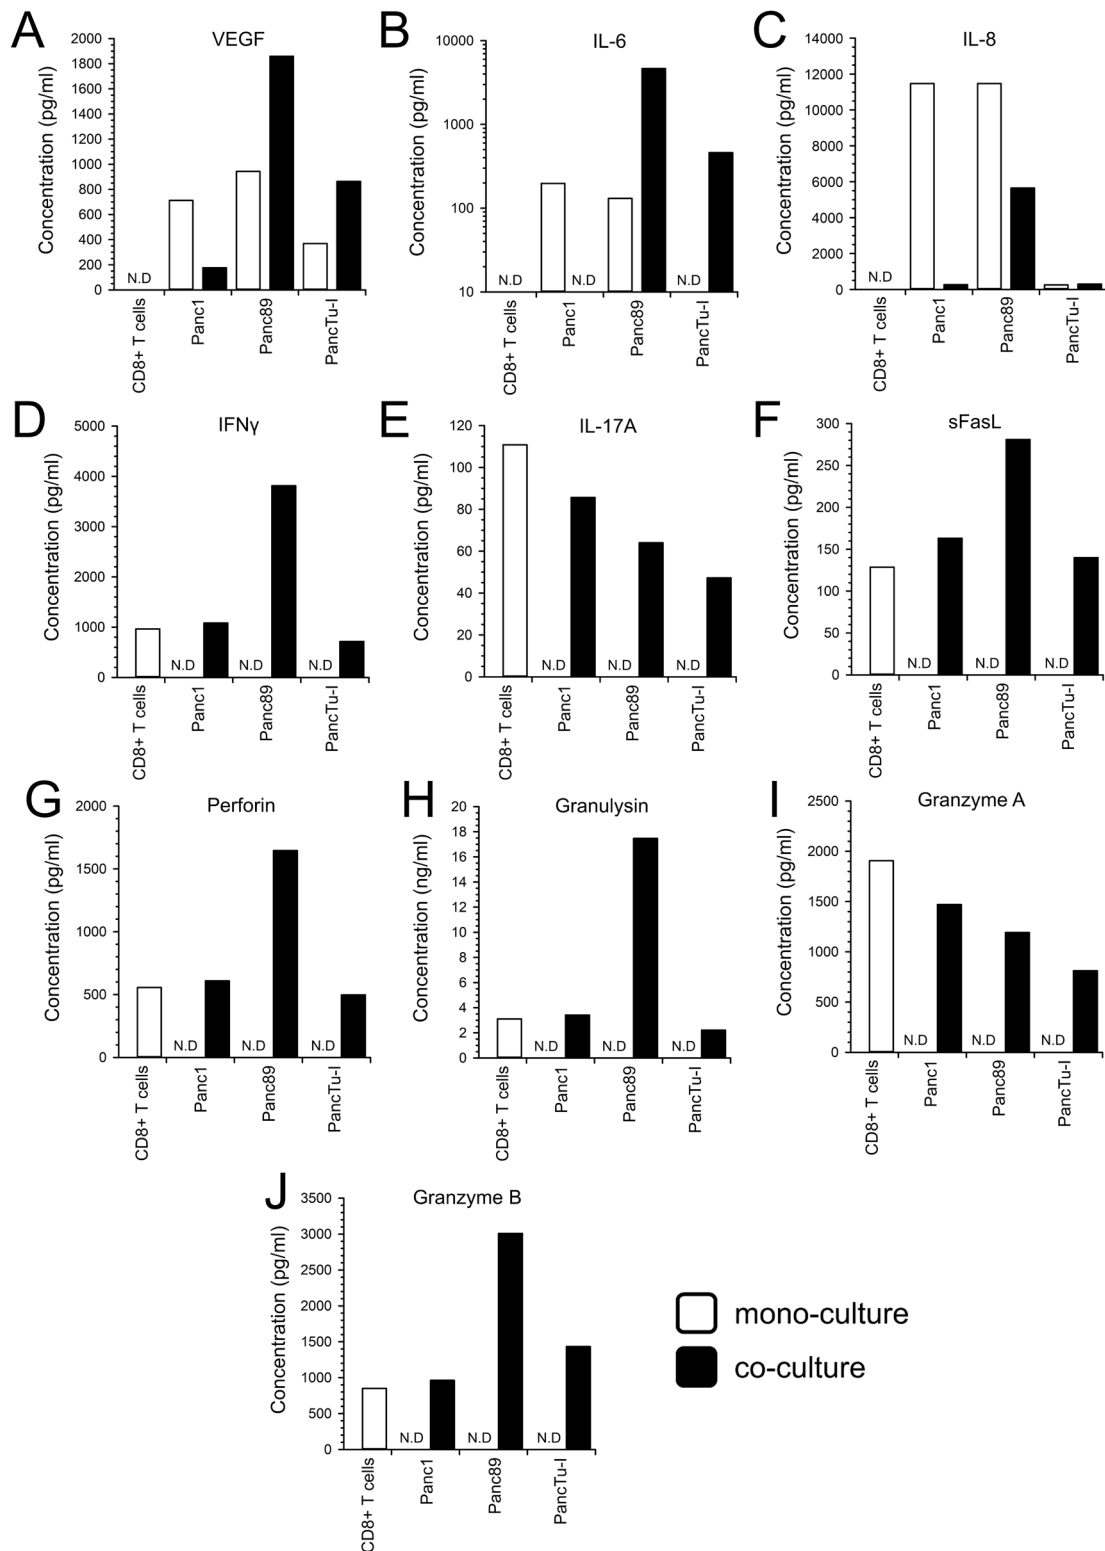 A
VEGF
Concentration (pg/ml)
2000
1800
1600
1400
1200
1000
800
600
400
200
0
N.D
CD8+ T cells
Panc1
Panc89
PancTu-I
B
IL-6
Concentration (pg/ml)
10000
1000
100
10
N.D
N.D
N.D
CD8+ T cells
Panc1
Panc89
PancTu-I
C
IL-8
Concentration (pg/ml)
14000
12000
10000
8000
6000
4000
2000
0
N.D
CD8+ T cells
Panc1
Panc89
PancTu-I
D
IFNγ
Concentration (pg/ml)
5000
4000
3000
2000
1000
0
N.D
N.D
N.D
CD8+ T cells
Panc1
Panc89
PancTu-I
E
IL-17A
Concentration (pg/ml)
120
100
80
60
40
20
0
N.D
N.D
N.D
CD8+ T cells
Panc1
Panc89
PancTu-I
F
sFasL
Concentration (pg/ml)
300
250
200
150
100
50
0
N.D
N.D
N.D
CD8+ T cells
Panc1
Panc89
PancTu-I
G
Perforin
Concentration (pg/ml)
2000
1500
1000
500
0
N.D
N.D
N.D
CD8+ T cells
Panc1
Panc89
PancTu-I
H
Granulysin
Concentration (ng/ml)
20
18
16
14
12
10
8
6
4
2
0
N.D
N.D
N.D
CD8+ T cells
Panc1
Panc89
PancTu-I
I
Granzyme A
Concentration (pg/ml)
2500
2000
1500
1000
500
0
N.D
N.D
N.D
CD8+ T cells
Panc1
Panc89
PancTu-I
J
Granzyme B
Concentration (pg/ml)
3500
3000
2500
2000
1500
1000
500
0
N.D
N.D
N.D
CD8+ T cells
Panc1
Panc89
PancTu-I
mono-culture
co-culture